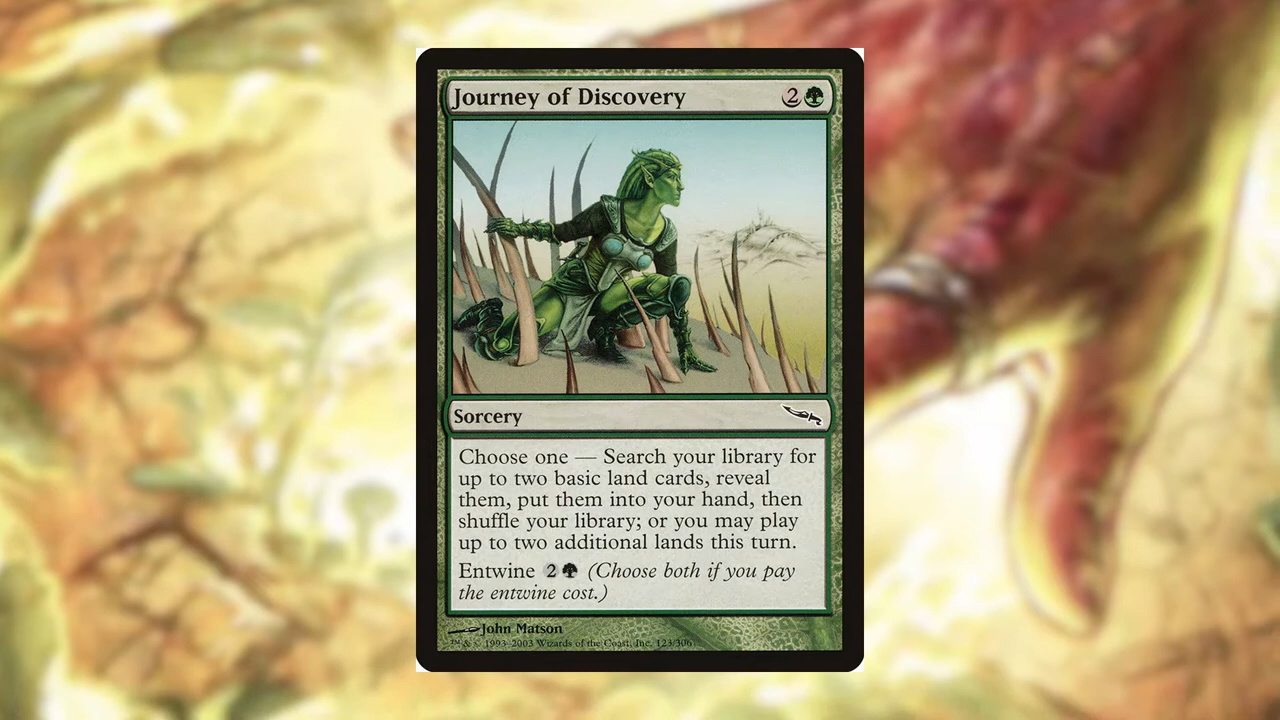 Journey of Discovery 2
Sorcery
Choose one — Search your library for
up to two basic land cards, reveal
them, put them into your hand, then
shuffle your library; or you may play
up to two additional lands this turn.
Entwine 2 (Choose both if you pay
the entwine cost.)
John Matson
™ & © 1993–2003 Wizards of the Coast, Inc. 123/306